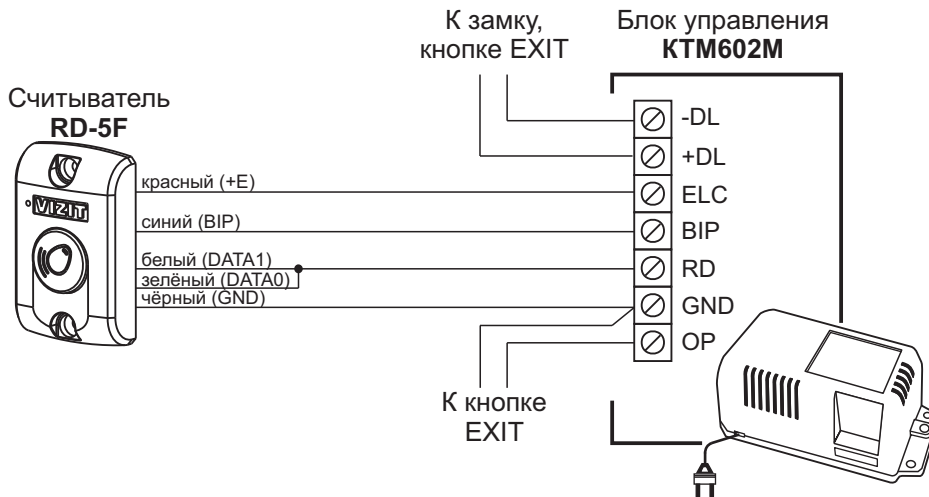 К замку,
кнопке EXIT
Блок управления
КТМ602М
Считыватель
RD-5F
VIZIT
красный (+E)
синий (BIP)
белый (DATA1)
зелёный (DATA0)
чёрный (GND)
-DL
+DL
ELC
BIP
RD
GND
OP
К кнопке
EXIT